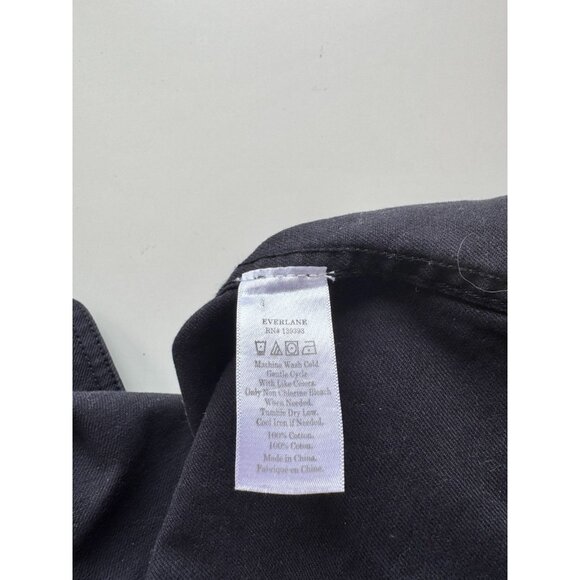 EVERLANE
RN# 139393
Machine Wash Cold
Gentle Cycle
With Like Colors.
Only Non Chlorine Bleach
When Needed.
Tumble Dry Low.
Cool Iron if Needed.
100% Cotton.
100% Coton.
Made in China.
Fabriqué en Chine.